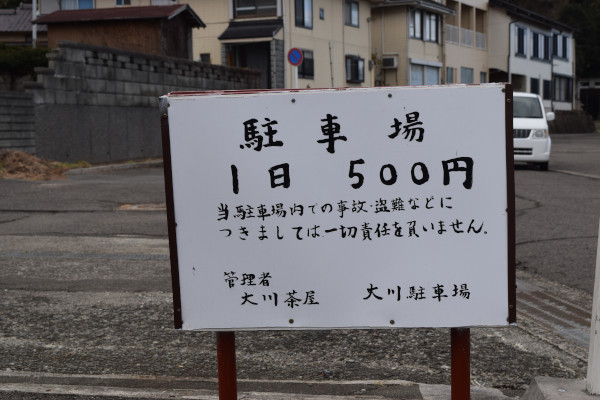 駐車場
1日 500円
当駐車場内での事故・盗難などに
つきましては一切責任を負いません.
管理者
大川茶屋 大川駐車場